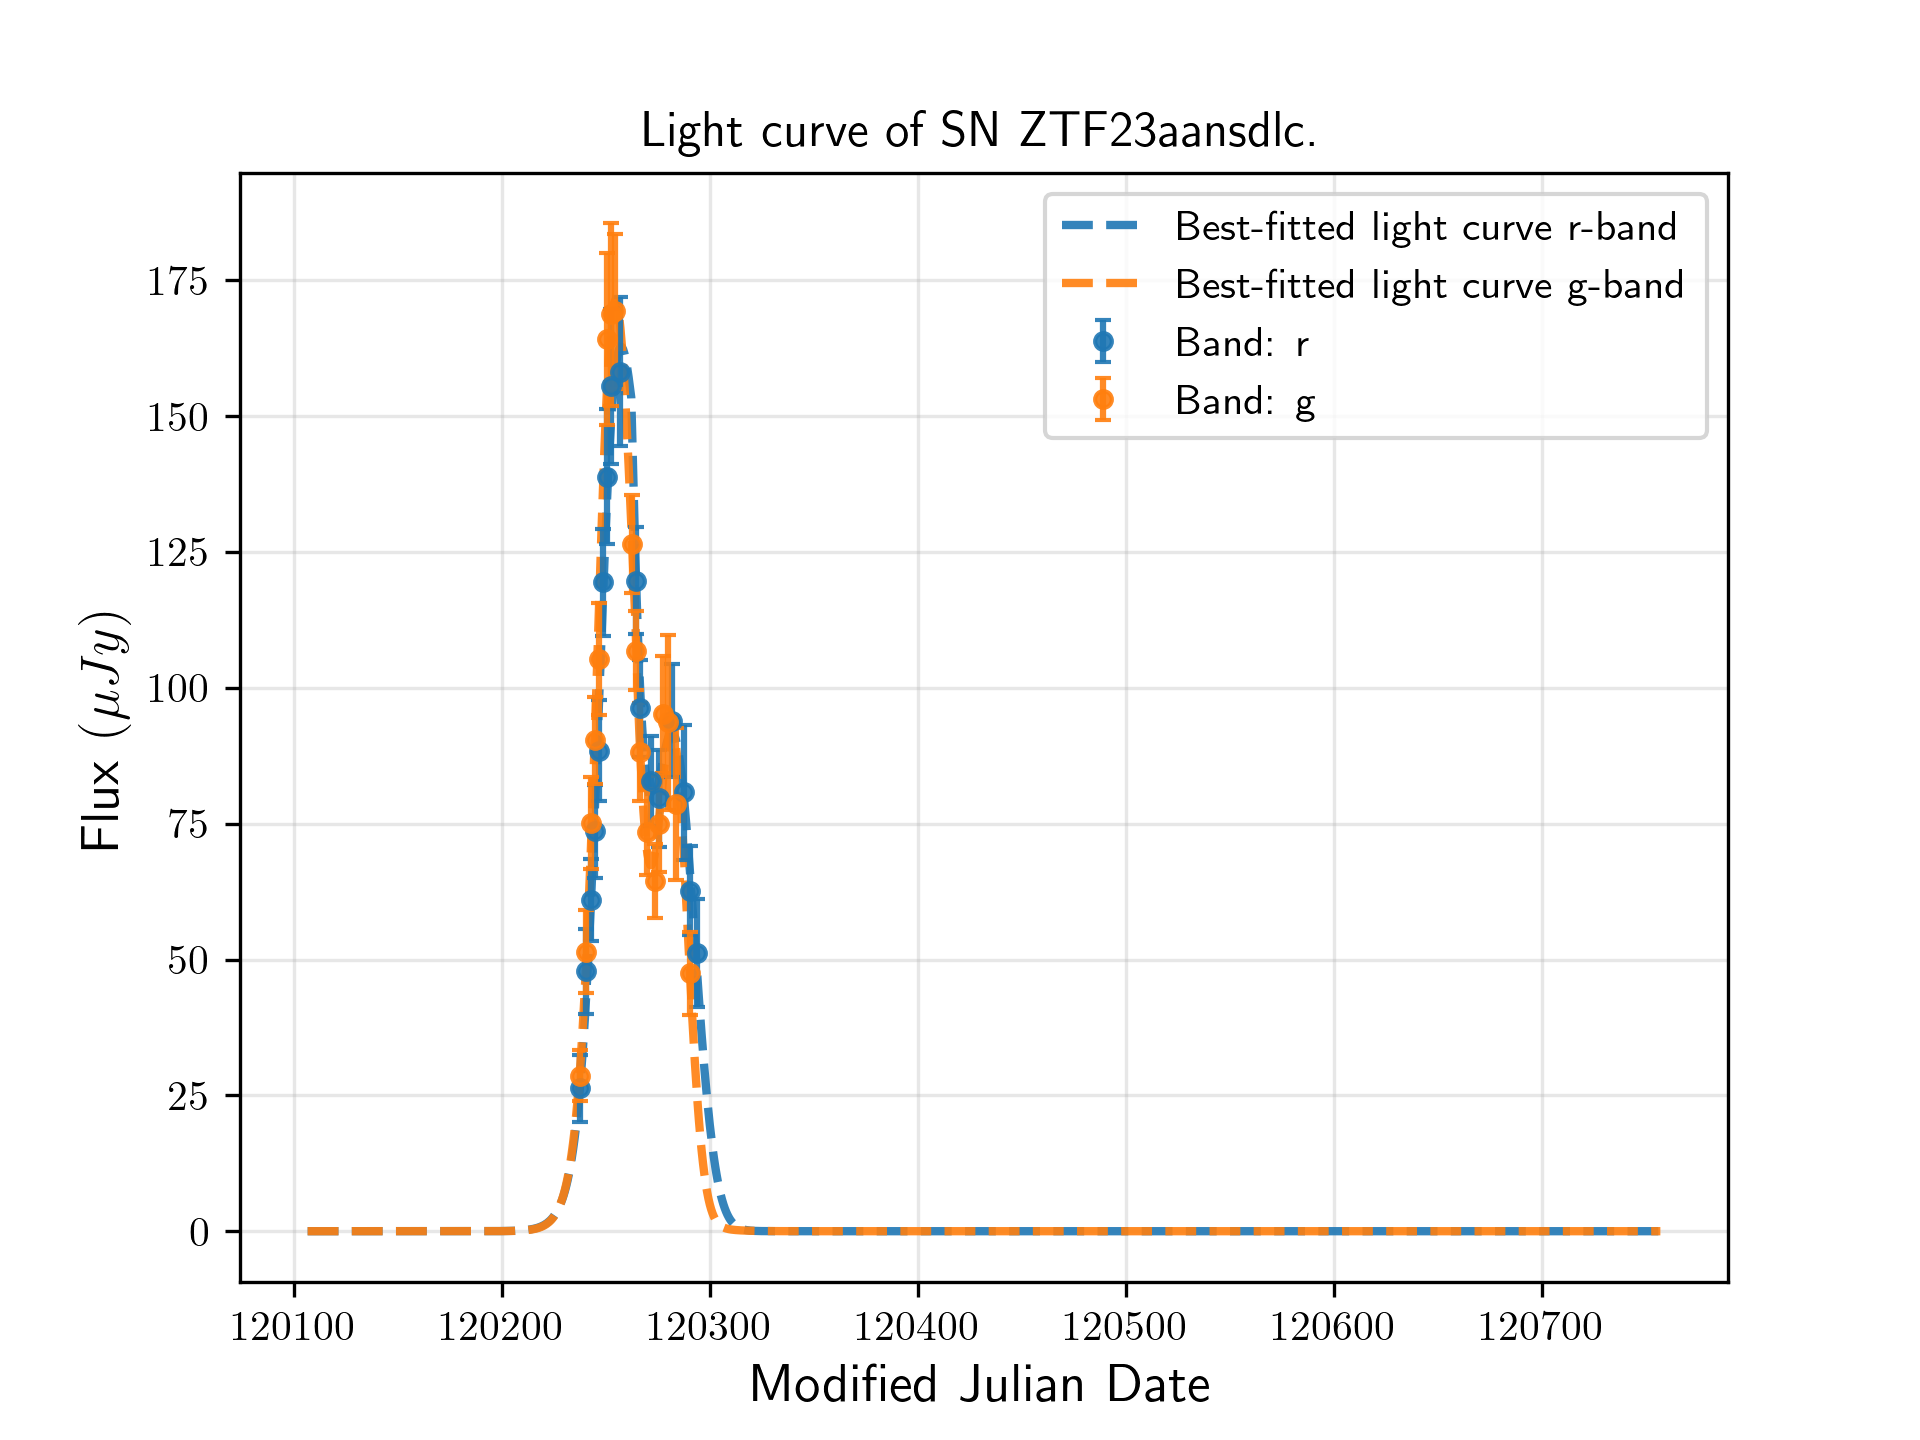 Light curve of SN ZTF23aansdlc.
Best-fitted light curve r-band
Best-fitted light curve g-band
Band: r
Band: g
Flux (μJy)
175
150
125
100
75
50
25
0
120100 120200 120300 120400 120500 120600 120700
Modified Julian Date